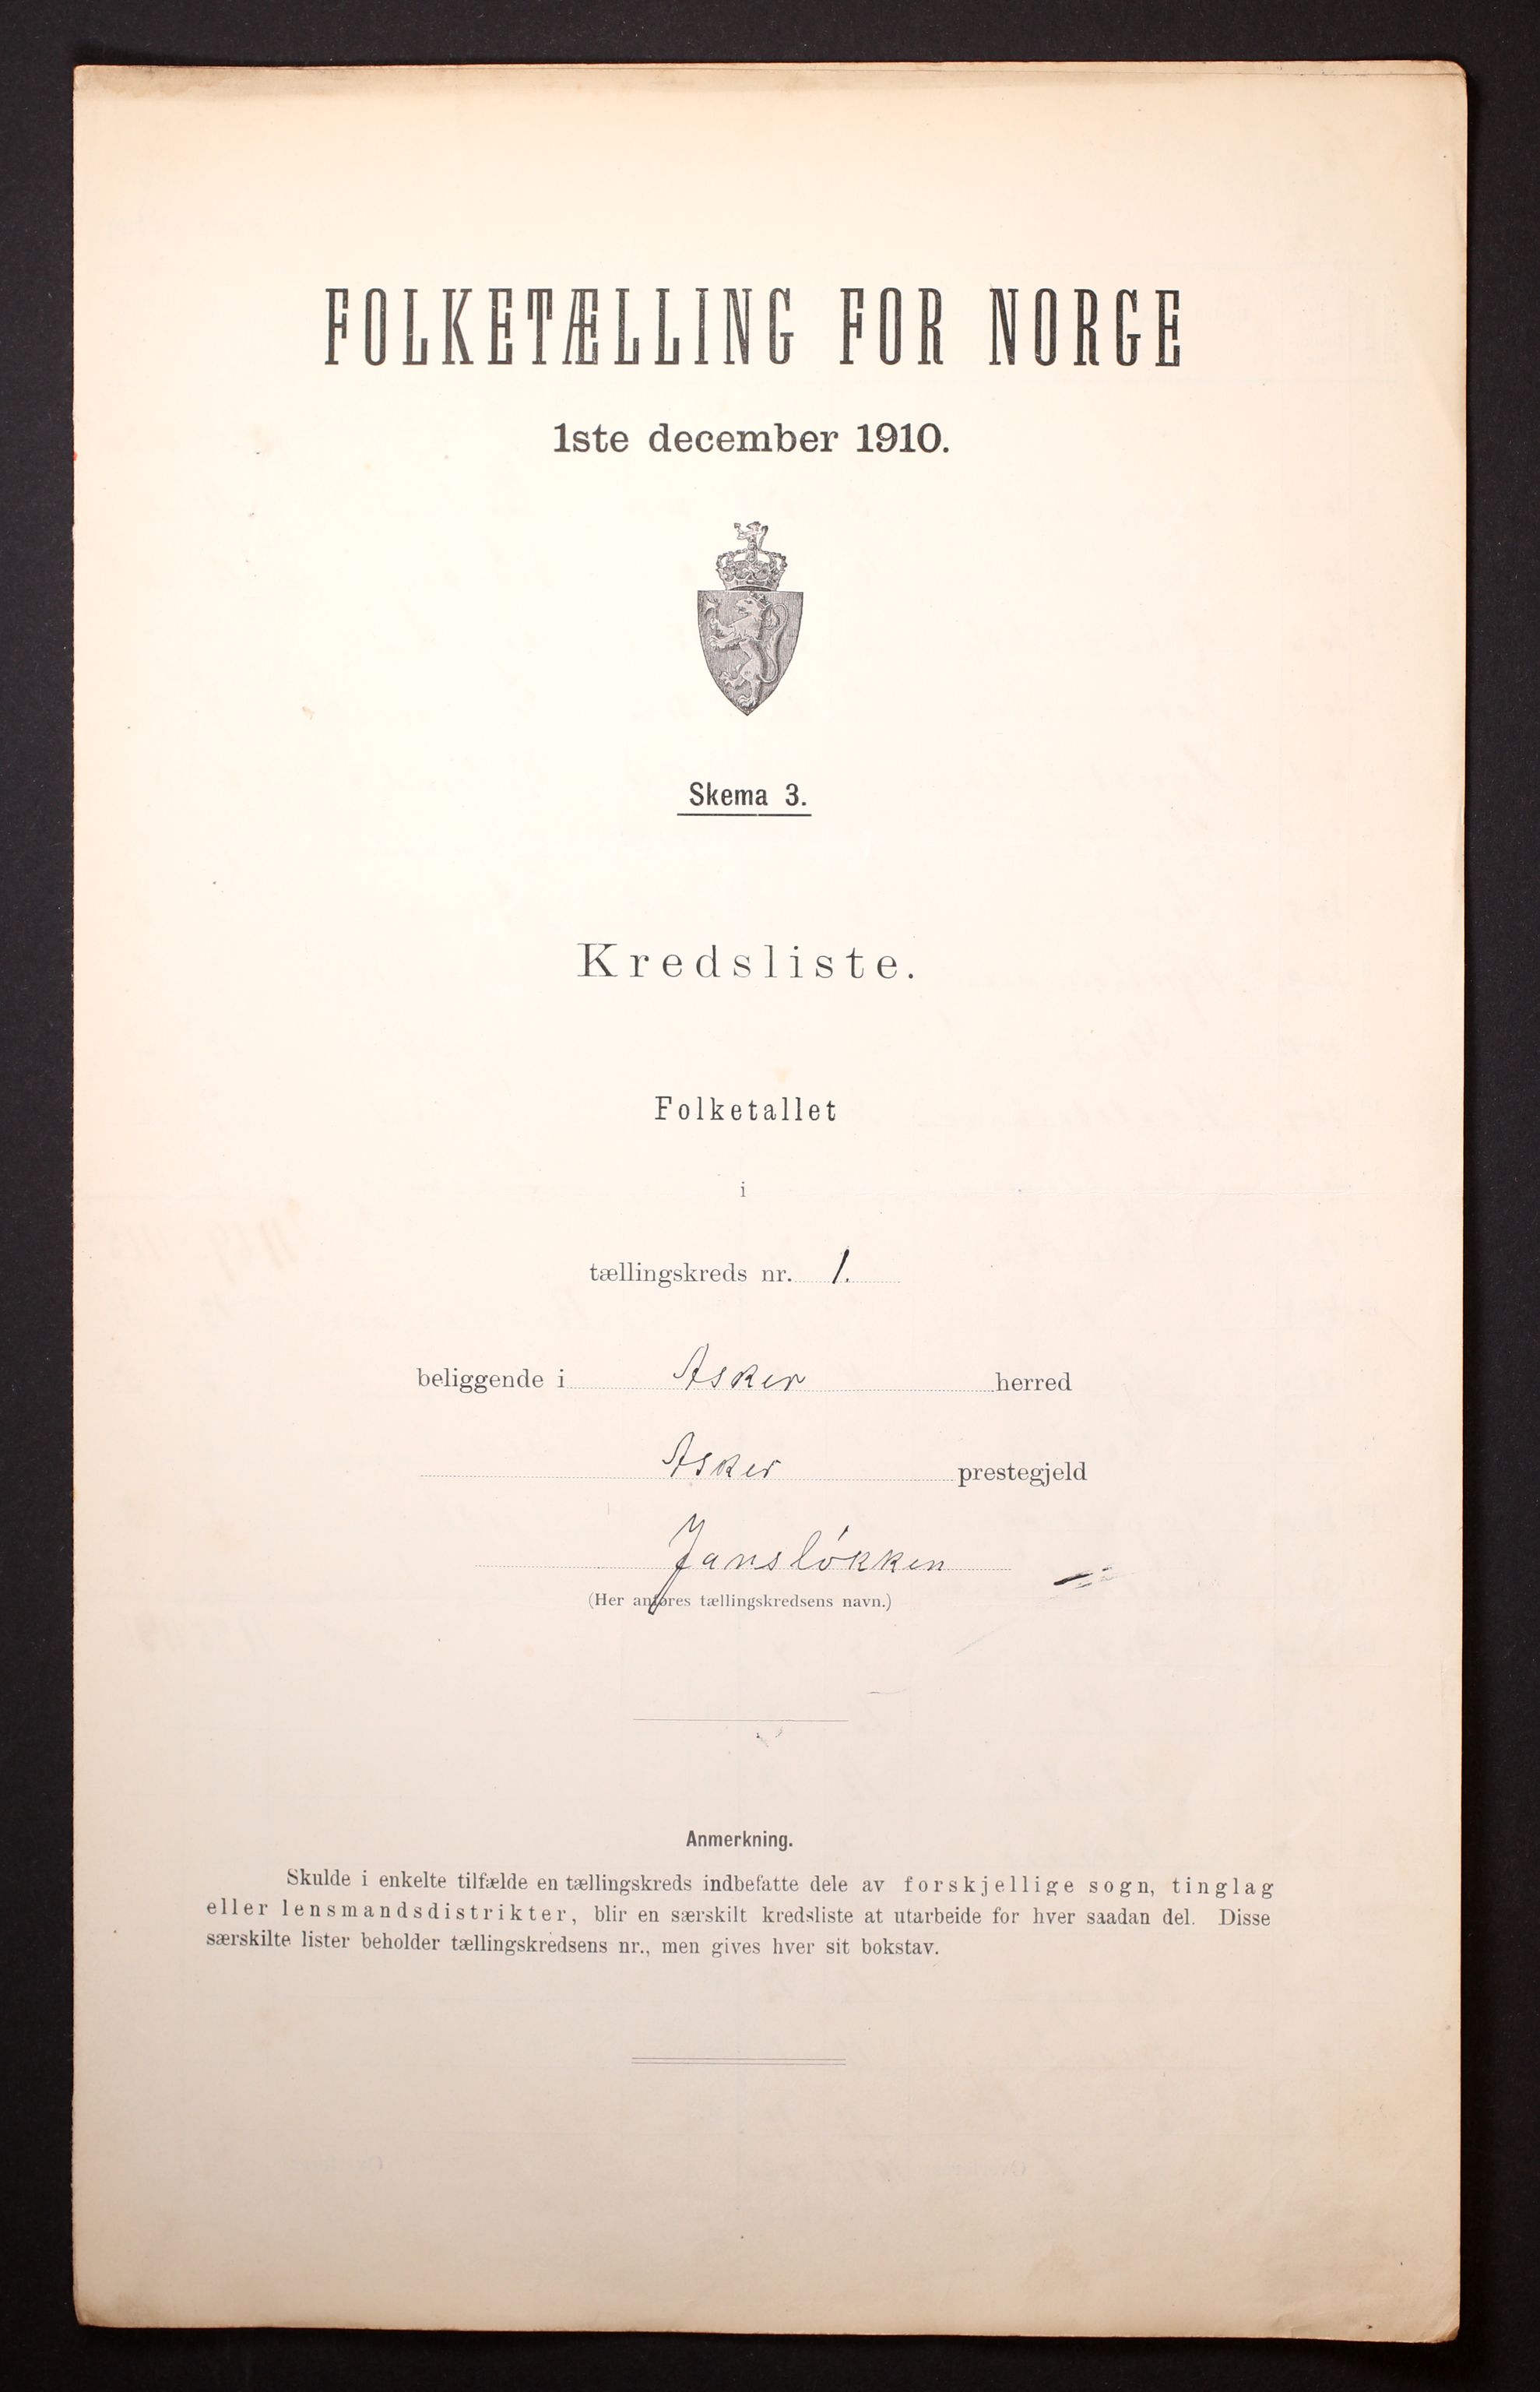 FOLKETÆLLING FOR NORGE
1ste december 1910.
Skema 3.
Kredsliste.
Folketallet
i
tællingskreds nr. 1.
beliggende i Asker herred
Asker prestegjeld
Jansløkken
(Her anføres tællingskredsens navn.)
Anmerkning.
Skulde i enkelte tilfælde en tællingskreds indbefatte dele av forskjellige sogn, tinglag
eller lensmandsdistrikter, blir en særskilt kredsliste at utarbeide for hver saadan del. Disse
særskilte lister beholder tællingskredsens nr., men gives hver sit bokstav.